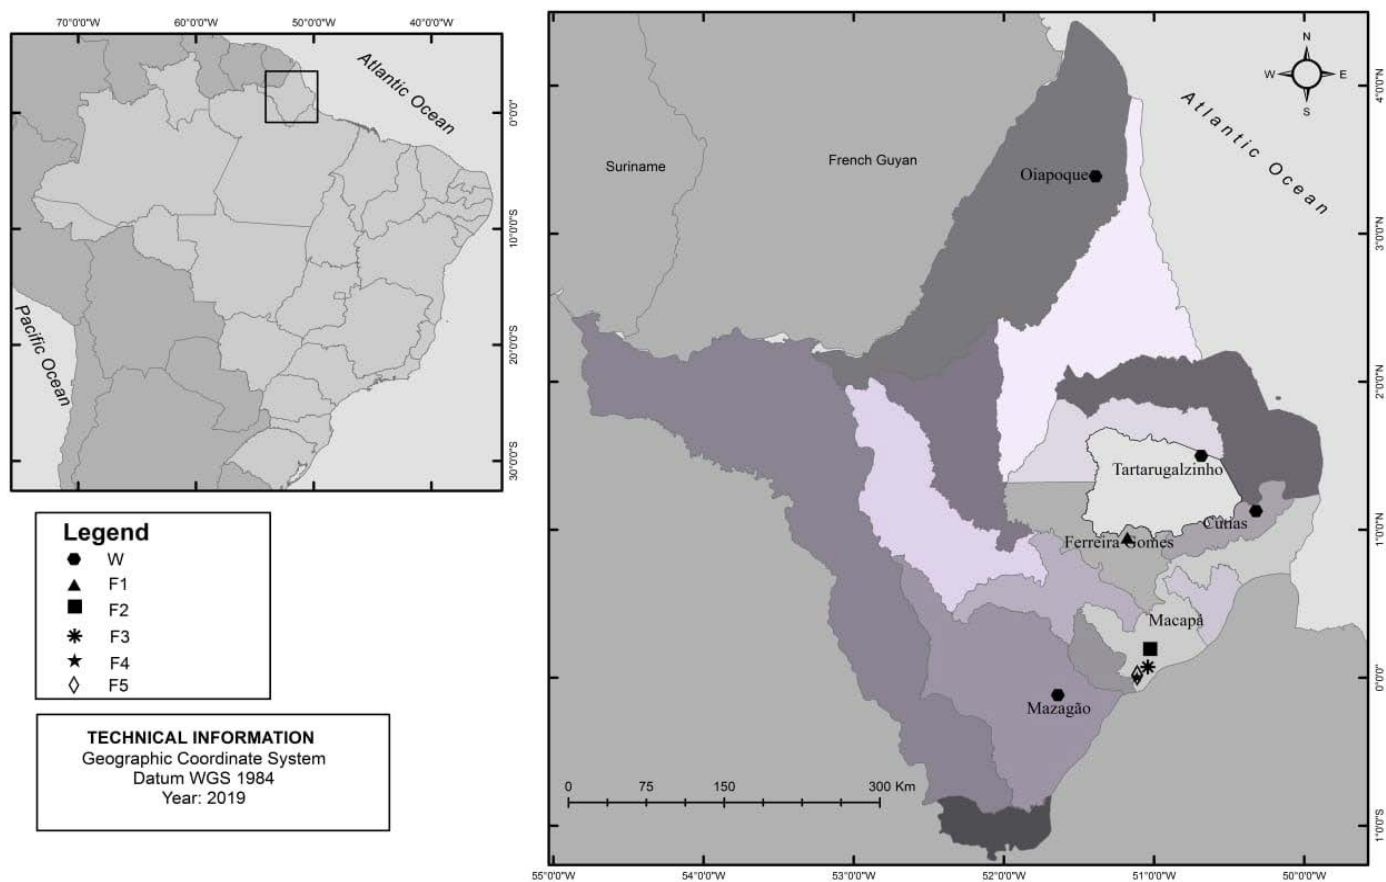 70°0'0"W 60°0'0"W 50°0'0"W 40°0'0"W
Atlantic Ocean
Pacific Ocean
0°0'0"
10°0'0"S
20°0'0"S
30°0'0"S
Legend
W
F1
F2
F3
F4
F5
TECHNICAL INFORMATION
Geographic Coordinate System
Datum WGS 1984
Year: 2019
N
W E
S
Atlantic Ocean
Suriname
French Guyan
Oiapoque
Tartarugalzinho
Cutias
Ferreira Gomes
Macapá
Mazagão
0 75 150 300 Km
4°0'0"N
3°0'0"N
2°0'0"N
1°0'0"N
0°0'0"
1°0'0"S
55°0'0"W 54°0'0"W 53°0'0"W 52°0'0"W 51°0'0"W 50°0'0"W